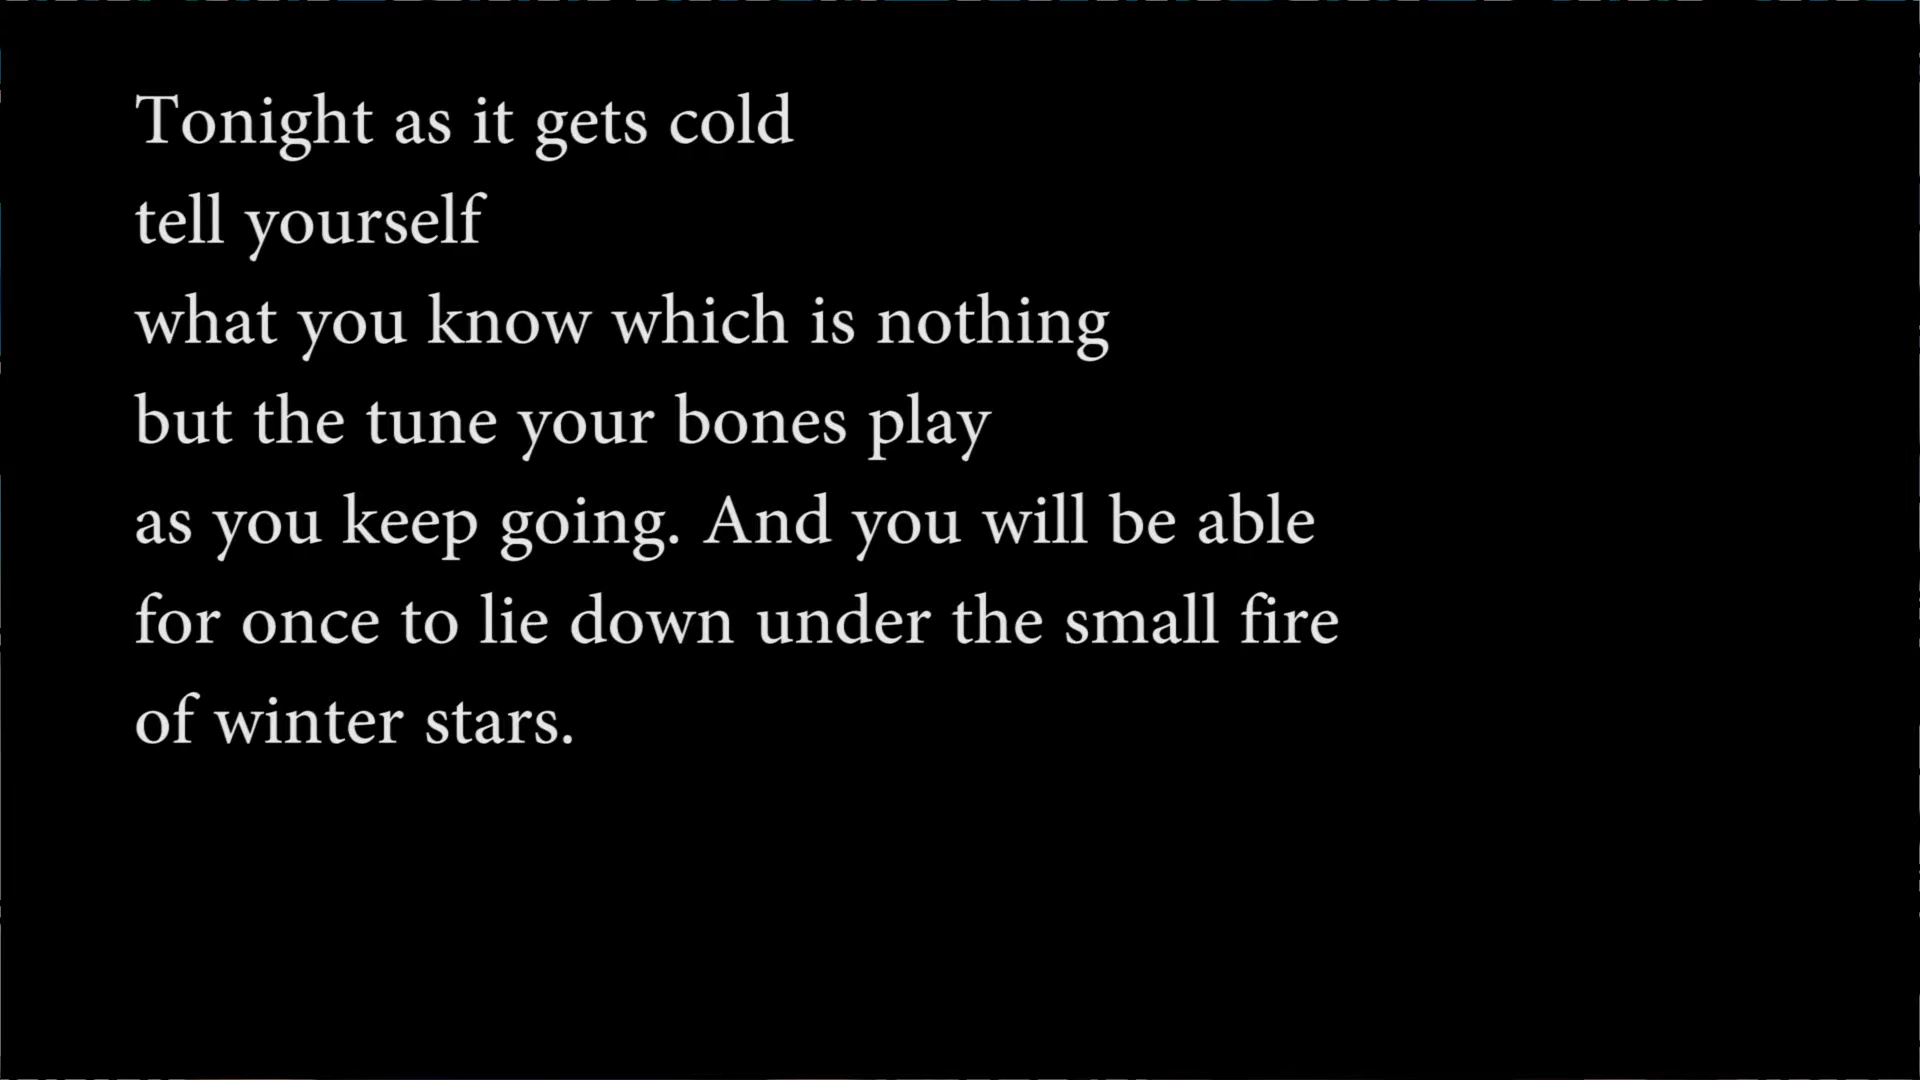 Tonight as it gets cold
tell yourself
what you know which is nothing
but the tune your bones play
as you keep going. And you will be able
for once to lie down under the small fire
of winter stars.